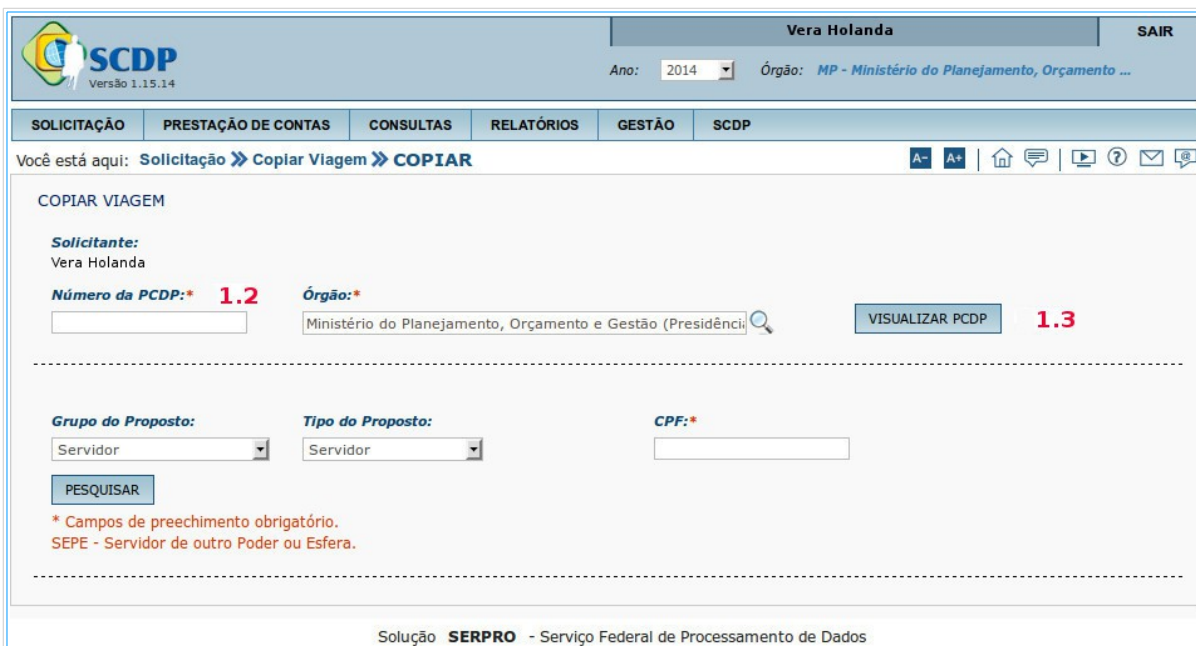 Vera Holanda SAIR
SCDP
Versão 1.15.14
Ano: 2014 Órgão: MP - Ministério do Planejamento, Orçamento ...
SOLICITAÇÃO PRESTAÇÃO DE CONTAS CONSULTAS RELATÓRIOS GESTÃO SCDP
Você está aqui: Solicitação >> Copiar Viagem >> COPIAR A- A+
COPIAR VIAGEM
Solicitante:
Vera Holanda
Número da PCDP:* 1.2 Órgão:*
Ministério do Planejamento, Orçamento e Gestão (Presidência VISUALIZAR PCDP 1.3
Grupo do Proposto: Tipo do Proposto: CPF:*
Servidor Servidor
PESQUISAR
* Campos de preechimento obrigatório.
SEPE - Servidor de outro Poder ou Esfera.
Solução SERPRO - Serviço Federal de Processamento de Dados